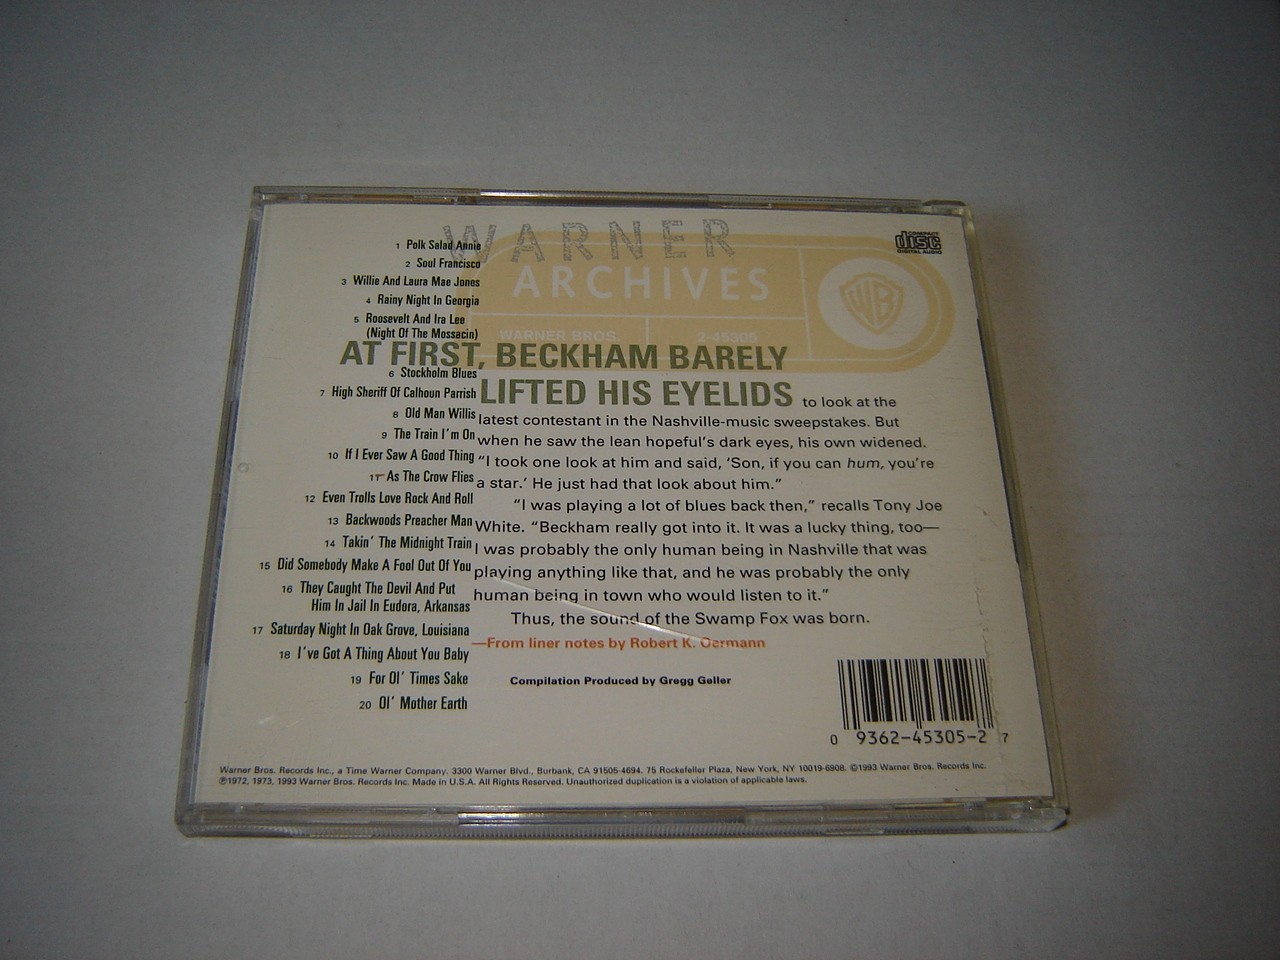 WARNER
ARCHIVES
WARNER BROS.
2-45305
WB
COMPACT
disc
DIGITAL AUDIO
1 Polk Salad Annie
2 Soul Francisco
3 Willie And Laura Mae Jones
4 Rainy Night In Georgia
5 Roosevelt And Ira Lee
(Night Of The Mossacin)
6 Stockholm Blues
7 High Sheriff Of Calhoun Parrish
8 Old Man Willis
9 The Train I'm On
10 If I Ever Saw A Good Thing
11 As The Crow Flies
12 Even Trolls Love Rock And Roll
13 Backwoods Preacher Man
14 Takin' The Midnight Train
15 Did Somebody Make A Fool Out Of You
16 They Caught The Devil And Put
Him In Jail In Eudora, Arkansas
17 Saturday Night In Oak Grove, Louisiana
18 I've Got A Thing About You Baby
19 For Ol' Times Sake
20 Ol' Mother Earth
AT FIRST, BECKHAM BARELY
LIFTED HIS EYELIDS to look at the
latest contestant in the Nashville-music sweepstakes. But
when he saw the lean hopeful's dark eyes, his own widened.
"I took one look at him and said, 'Son, if you can hum, you're
a star.' He just had that look about him."
"I was playing a lot of blues back then," recalls Tony Joe
White. "Beckham really got into it. It was a lucky thing, too—
I was probably the only human being in Nashville that was
playing anything like that, and he was probably the only
human being in town who would listen to it."
Thus, the sound of the Swamp Fox was born.
—From liner notes by Robert K. Oermann
Compilation Produced by Gregg Geller
0 9362-45305-2 7
Warner Bros. Records Inc., a Time Warner Company. 3300 Warner Blvd., Burbank, CA 91505-4694. 75 Rockefeller Plaza, New York, NY 10019-6908. ©1993 Warner Bros. Records Inc.
℗1972, 1973, 1993 Warner Bros. Records Inc. Made in U.S.A. All Rights Reserved. Unauthorized duplication is a violation of applicable laws.